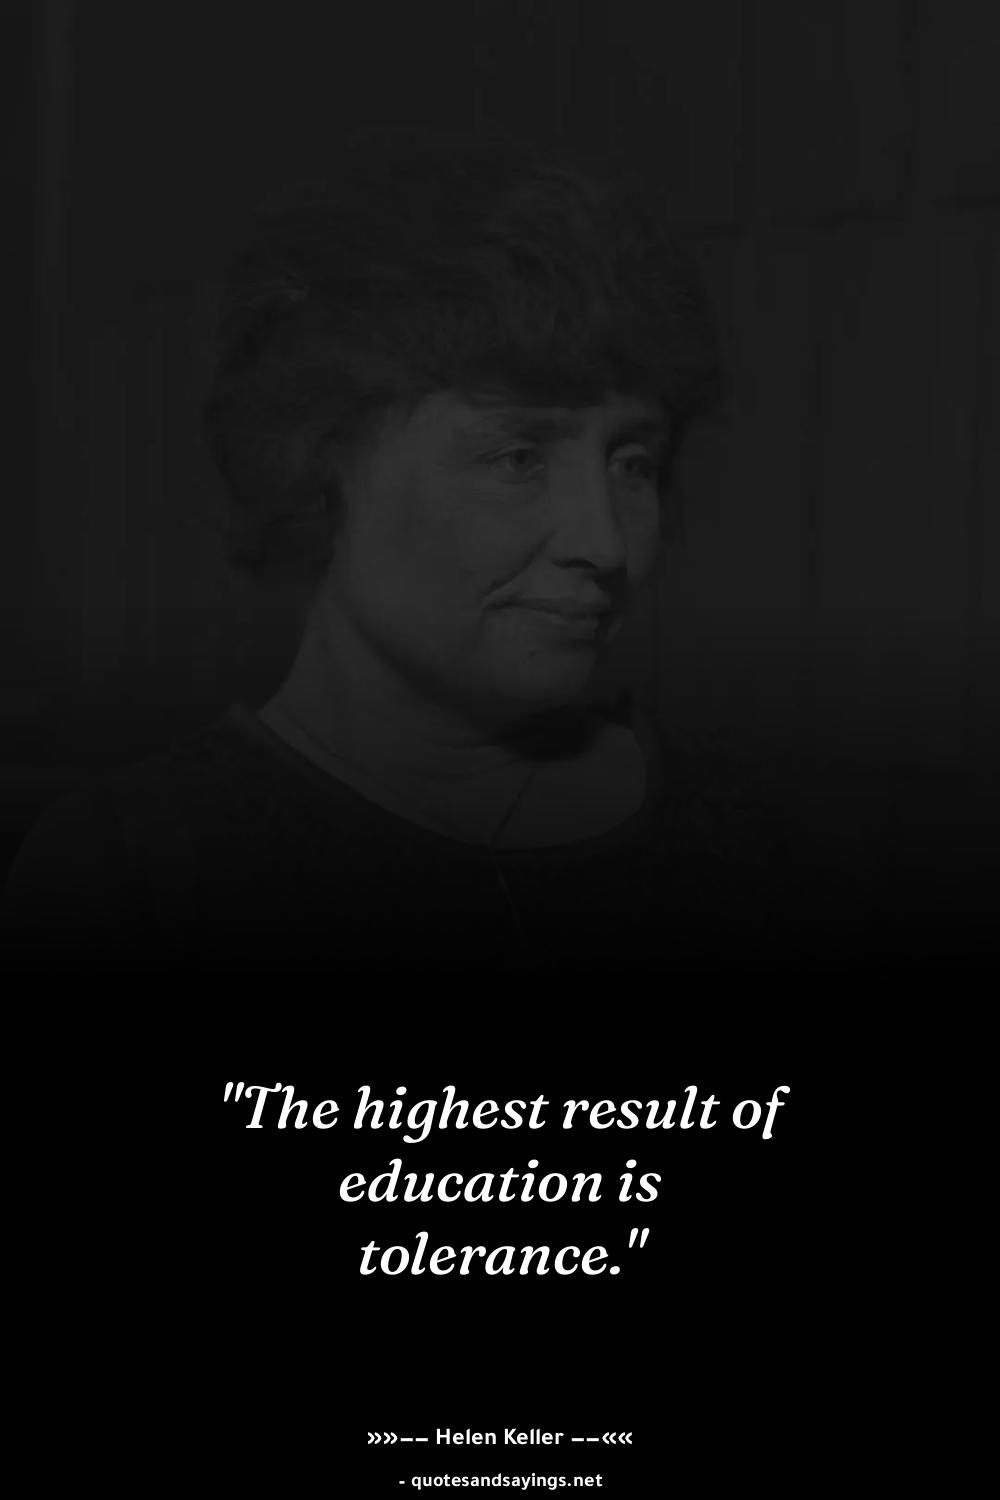 "The highest result of
education is
tolerance."
»»–– Helen Keller ––««
- quotesandsayings.net